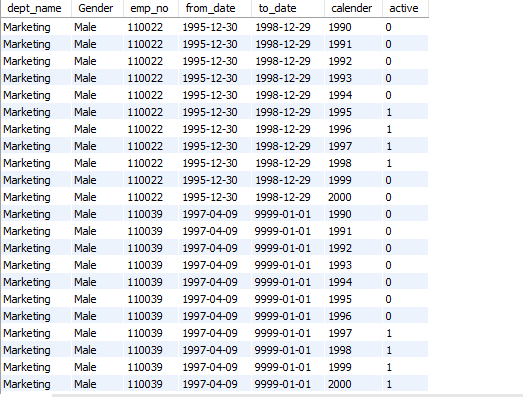 dept_name Gender emp_no from_date to_date calender active
Marketing Male 110022 1995-12-30 1998-12-29 1990 0
Marketing Male 110022 1995-12-30 1998-12-29 1991 0
Marketing Male 110022 1995-12-30 1998-12-29 1992 0
Marketing Male 110022 1995-12-30 1998-12-29 1993 0
Marketing Male 110022 1995-12-30 1998-12-29 1994 0
Marketing Male 110022 1995-12-30 1998-12-29 1995 1
Marketing Male 110022 1995-12-30 1998-12-29 1996 1
Marketing Male 110022 1995-12-30 1998-12-29 1997 1
Marketing Male 110022 1995-12-30 1998-12-29 1998 1
Marketing Male 110022 1995-12-30 1998-12-29 1999 0
Marketing Male 110022 1995-12-30 1998-12-29 2000 0
Marketing Male 110039 1997-04-09 9999-01-01 1990 0
Marketing Male 110039 1997-04-09 9999-01-01 1991 0
Marketing Male 110039 1997-04-09 9999-01-01 1992 0
Marketing Male 110039 1997-04-09 9999-01-01 1993 0
Marketing Male 110039 1997-04-09 9999-01-01 1994 0
Marketing Male 110039 1997-04-09 9999-01-01 1995 0
Marketing Male 110039 1997-04-09 9999-01-01 1996 0
Marketing Male 110039 1997-04-09 9999-01-01 1997 1
Marketing Male 110039 1997-04-09 9999-01-01 1998 1
Marketing Male 110039 1997-04-09 9999-01-01 1999 1
Marketing Male 110039 1997-04-09 9999-01-01 2000 1